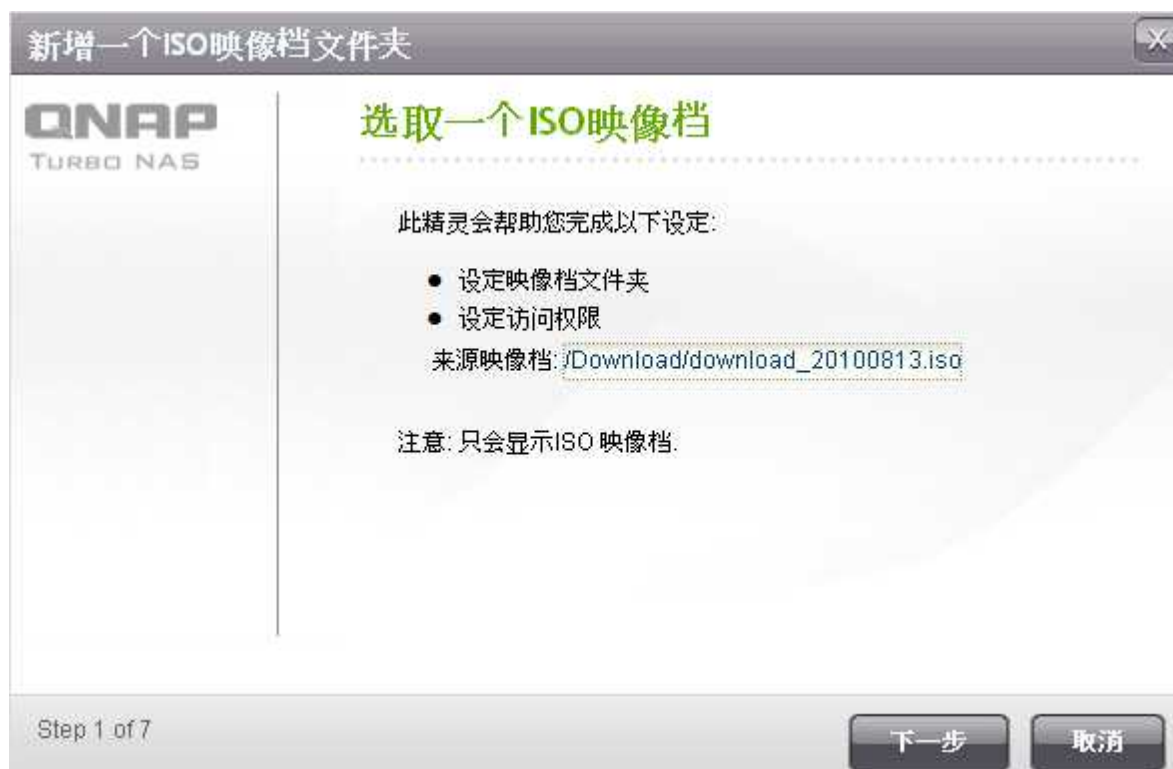 新增一个ISO映像档文件夹
QNAP
TURBO NAS
选取一个ISO映像档
此精灵会帮助您完成以下设定:
● 设定映像档文件夹
● 设定访问权限
来源映像档: /Download/download_20100813.iso
注意: 只会显示ISO 映像档.
Step 1 of 7
下一步
取消